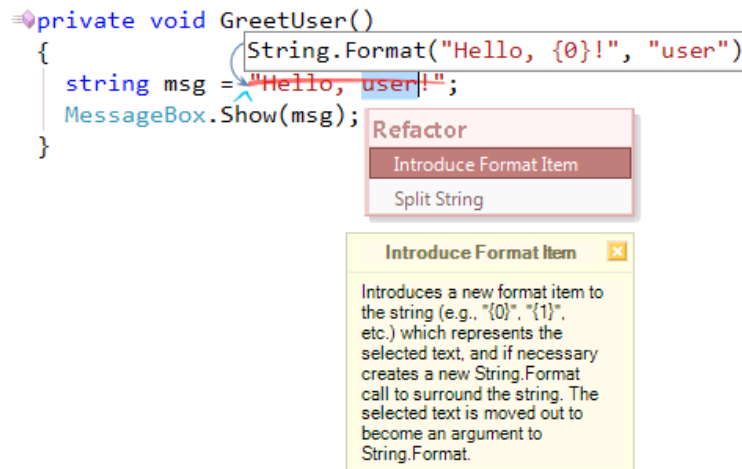 private void GreetUser()
{
String.Format("Hello, {0}!", "user")
string msg = "Hello, user!";
MessageBox.Show(msg);
}
Refactor
Introduce Format Item
Split String
Introduce Format Item
Introduces a new format item to
the string (e.g., "{0}", "{1}",
etc.) which represents the
selected text, and if necessary
creates a new String.Format
call to surround the string. The
selected text is moved out to
become an argument to
String.Format.